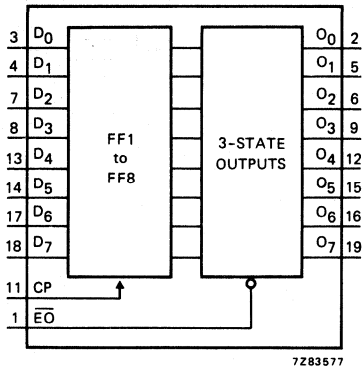 3 D0 O0 2
4 D1 O1 5
7 D2 O2 6
8 D3 O3 9
FF1 3-STATE
13 D4 to O4 12
OUTPUTS
14 D5 FF8 O5 15
17 D6 O6 16
18 D7 O7 19
11 CP
1 E̅O̅
7Z83577